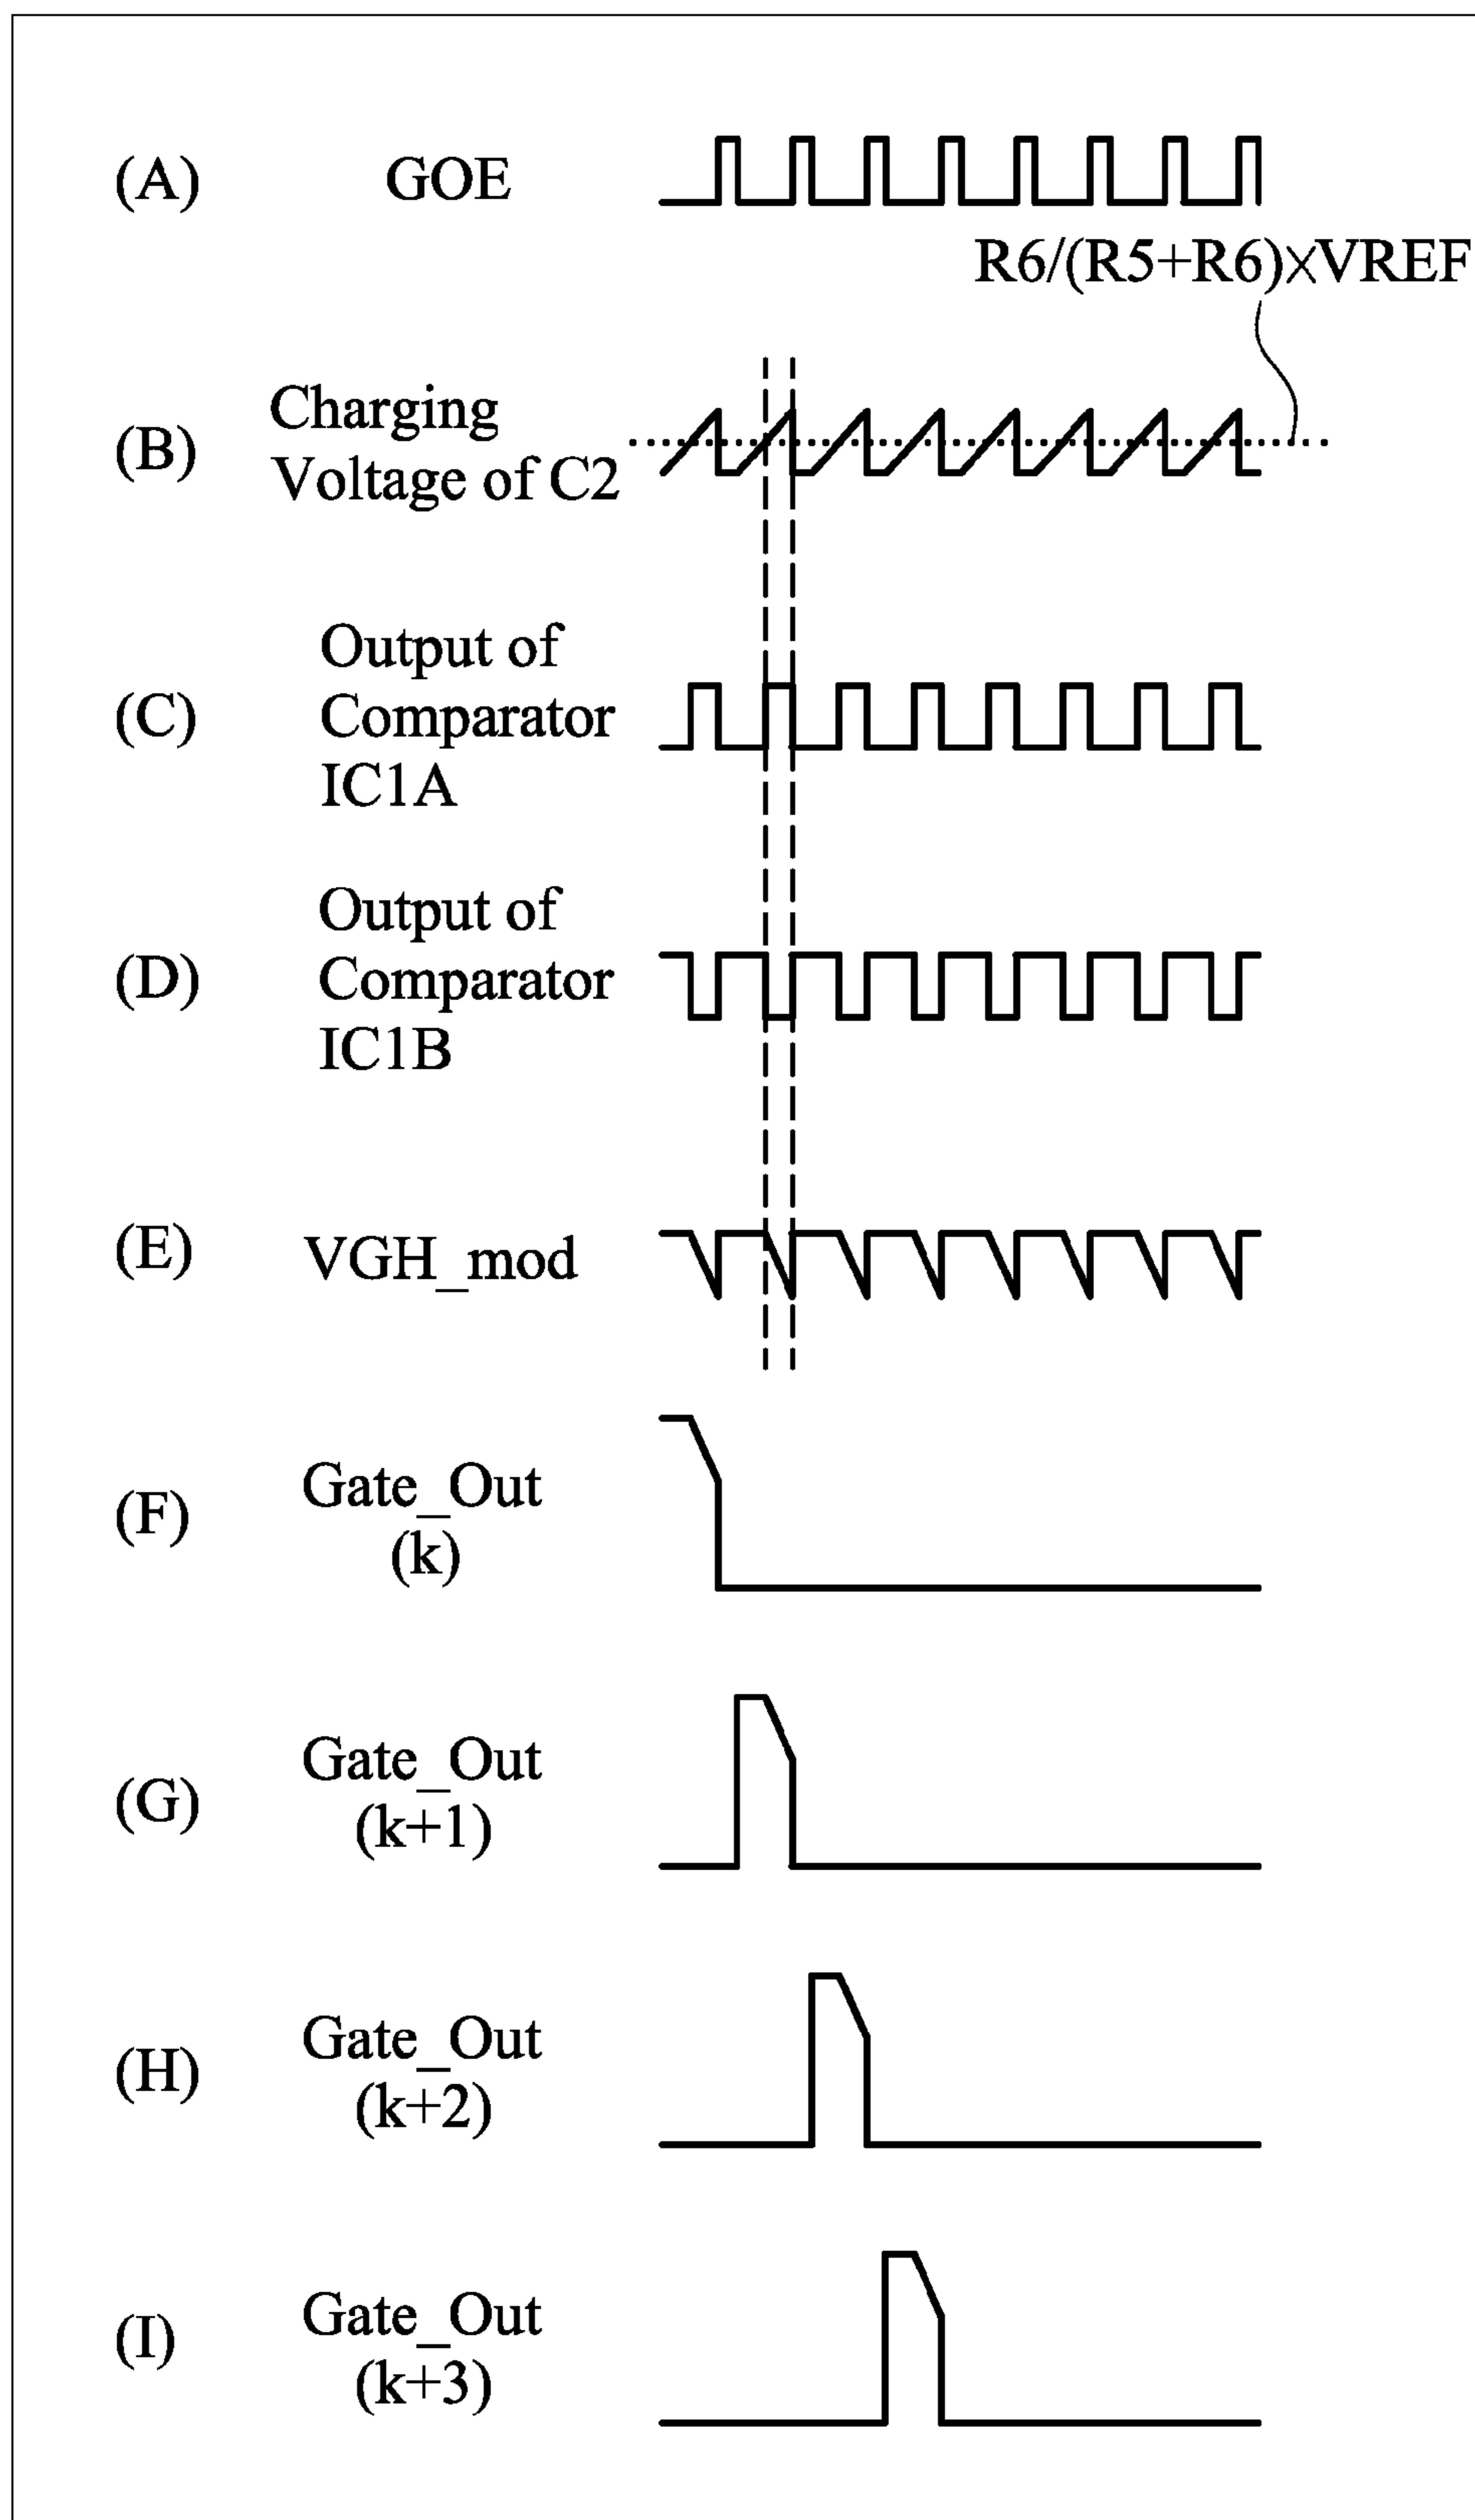 (A) GOE
R6/(R5+R6)×VREF
(B) Charging
Voltage of C2
(C) Output of
Comparator
IC1A
(D) Output of
Comparator
IC1B
(E) VGH_mod
(F) Gate_Out
(k)
(G) Gate_Out
(k+1)
(H) Gate_Out
(k+2)
(I) Gate_Out
(k+3)